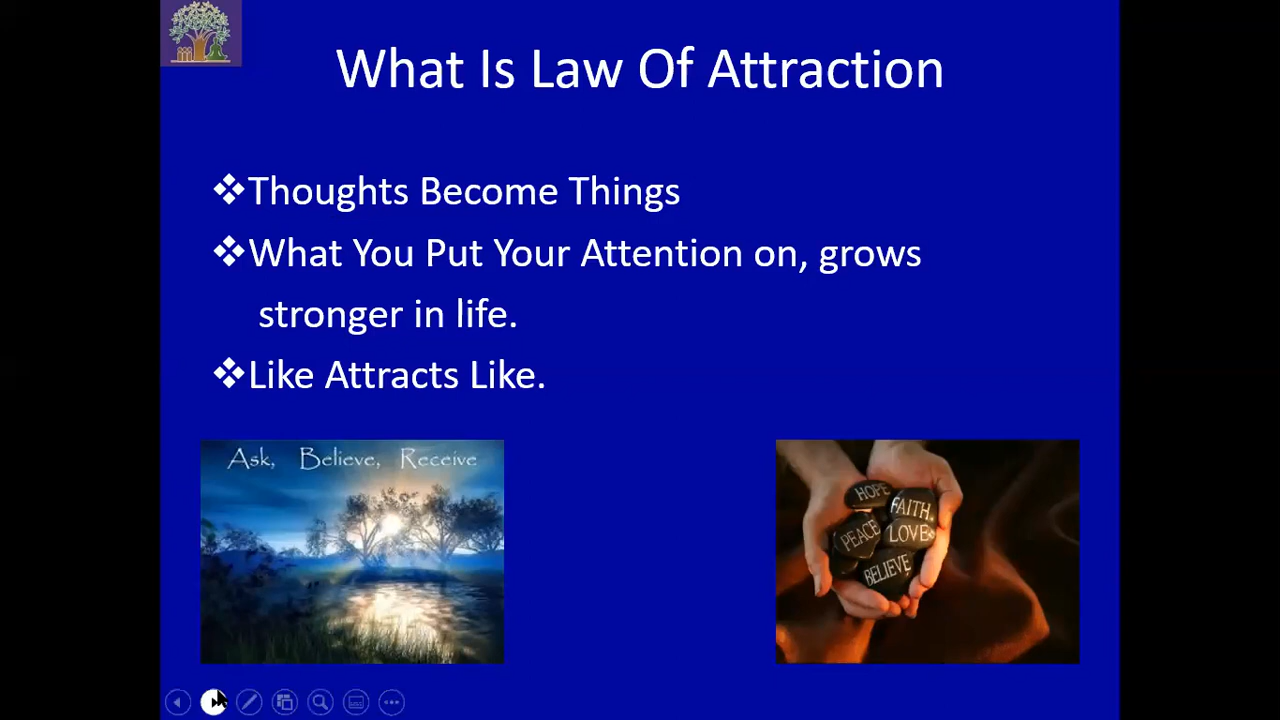 What Is Law Of Attraction
❖Thoughts Become Things
❖What You Put Your Attention on, grows
stronger in life.
❖Like Attracts Like.
Ask, Believe, Receive
HOPE
FAITH
PEACE
LOVE
BELIEVE